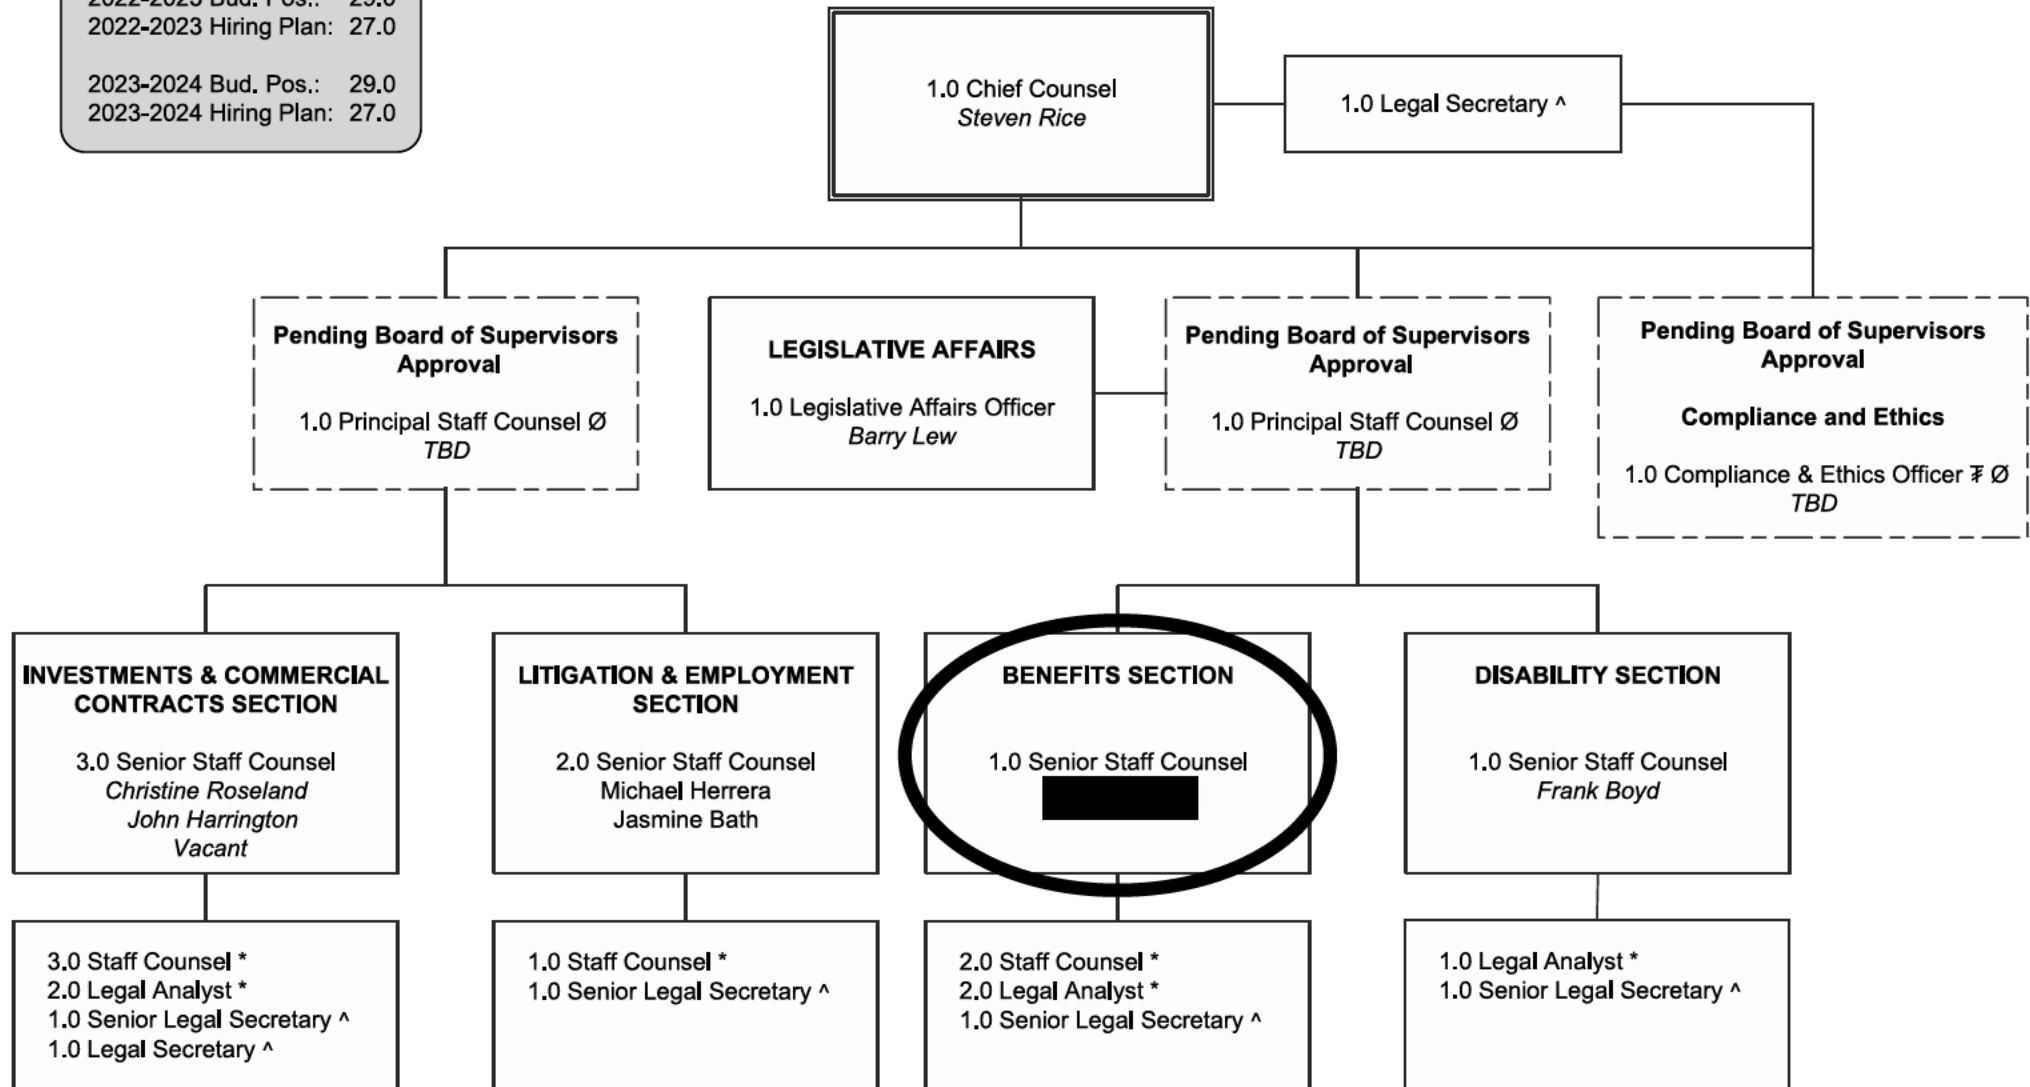 2022-2023 Bud. Pos.: 29.0
2022-2023 Hiring Plan: 27.0
2023-2024 Bud. Pos.: 29.0
2023-2024 Hiring Plan: 27.0
1.0 Chief Counsel
Steven Rice
1.0 Legal Secretary ^
Pending Board of Supervisors
Approval
1.0 Principal Staff Counsel Ø
TBD
LEGISLATIVE AFFAIRS
1.0 Legislative Affairs Officer
Barry Lew
Pending Board of Supervisors
Approval
1.0 Principal Staff Counsel Ø
TBD
Pending Board of Supervisors
Approval
Compliance and Ethics
1.0 Compliance & Ethics Officer ₮ Ø
TBD
INVESTMENTS & COMMERCIAL
CONTRACTS SECTION
3.0 Senior Staff Counsel
Christine Roseland
John Harrington
Vacant
LITIGATION & EMPLOYMENT
SECTION
2.0 Senior Staff Counsel
Michael Herrera
Jasmine Bath
BENEFITS SECTION
1.0 Senior Staff Counsel
DISABILITY SECTION
1.0 Senior Staff Counsel
Frank Boyd
3.0 Staff Counsel *
2.0 Legal Analyst *
1.0 Senior Legal Secretary ^
1.0 Legal Secretary ^
1.0 Staff Counsel *
1.0 Senior Legal Secretary ^
2.0 Staff Counsel *
2.0 Legal Analyst *
1.0 Senior Legal Secretary ^
1.0 Legal Analyst *
1.0 Senior Legal Secretary ^